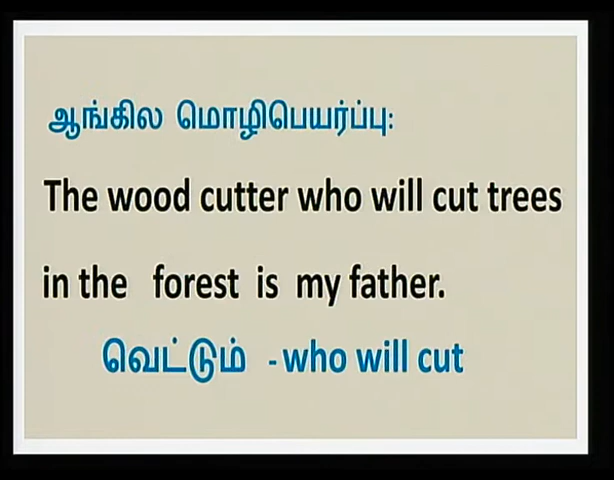 ஆங்கில மொழிபெயர்ப்பு:
The wood cutter who will cut trees
in the forest is my father.
வெட்டும் - who will cut